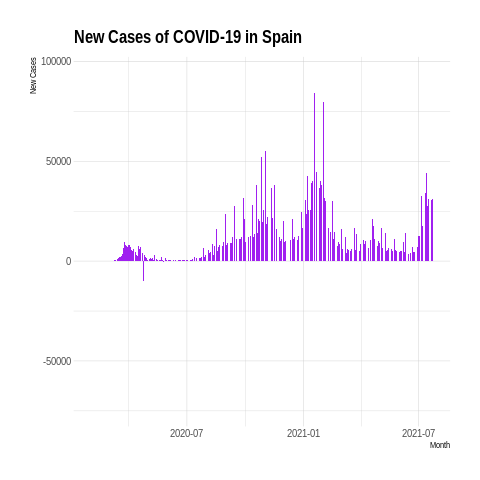 New Cases of COVID-19 in Spain
New Cases
100000
50000
0
-50000
2020-07
2021-01
2021-07
Month